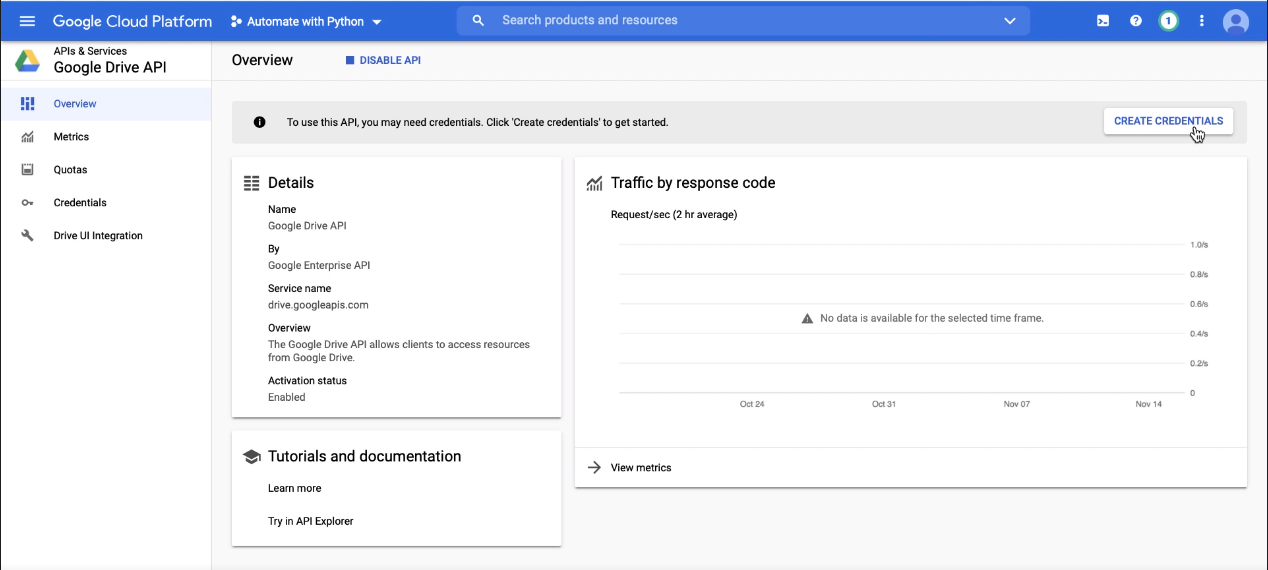 Google Cloud Platform
Automate with Python
Search products and resources
1
APIs & Services
Google Drive API
Overview
DISABLE API
Overview
Metrics
Quotas
Credentials
Drive UI Integration
To use this API, you may need credentials. Click 'Create credentials' to get started.
CREATE CREDENTIALS
Details
Name
Google Drive API
By
Google Enterprise API
Service name
drive.googleapis.com
Overview
The Google Drive API allows clients to access resources
from Google Drive.
Activation status
Enabled
Tutorials and documentation
Learn more
Try in API Explorer
Traffic by response code
Request/sec (2 hr average)
1.0/s
0.8/s
0.6/s
No data is available for the selected time frame.
0.4/s
0.2/s
0
Oct 24 Oct 31 Nov 07 Nov 14
View metrics